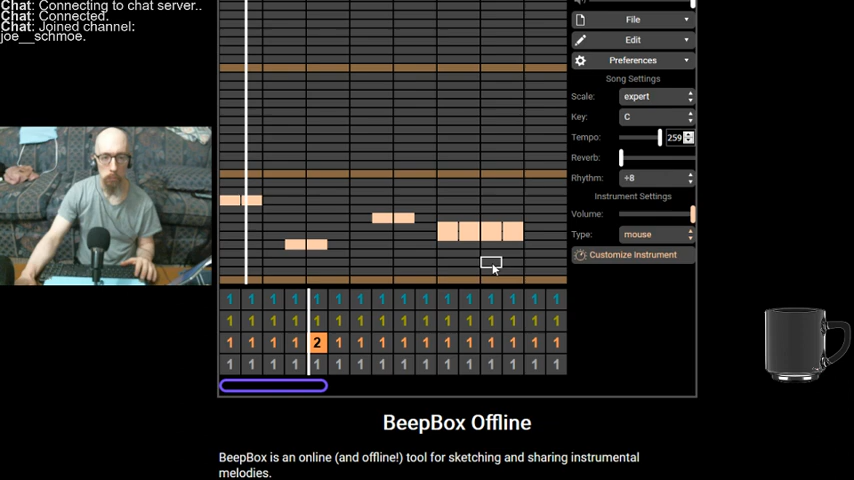 Chat: Connecting to chat server..
Chat: Connected.
Chat: Joined channel:
joe__schmoe.
File
Edit
Preferences
Song Settings
Scale: expert
Key: C
Tempo: 259
Reverb:
Rhythm: +8
Instrument Settings
Volume:
Type: mouse
Customize Instrument
1 1 1 1 1 1 1 1 1 1 1 1 1 1 1 1
1 1 1 1 1 1 1 1 1 1 1 1 1 1 1 1
1 1 1 1 2 1 1 1 1 1 1 1 1 1 1 1
1 1 1 1 1 1 1 1 1 1 1 1 1 1 1 1
BeepBox Offline
BeepBox is an online (and offline!) tool for sketching and sharing instrumental
melodies.